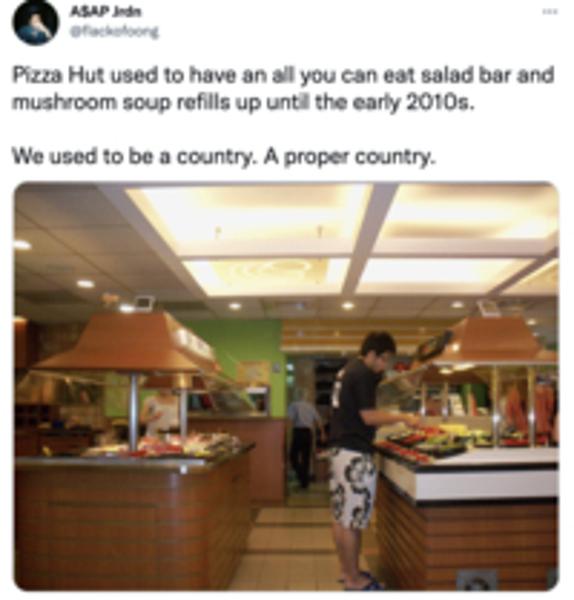 A$AP Jrdn
@flackofoong
Pizza Hut used to have an all you can eat salad bar and
mushroom soup refills up until the early 2010s.
We used to be a country. A proper country.